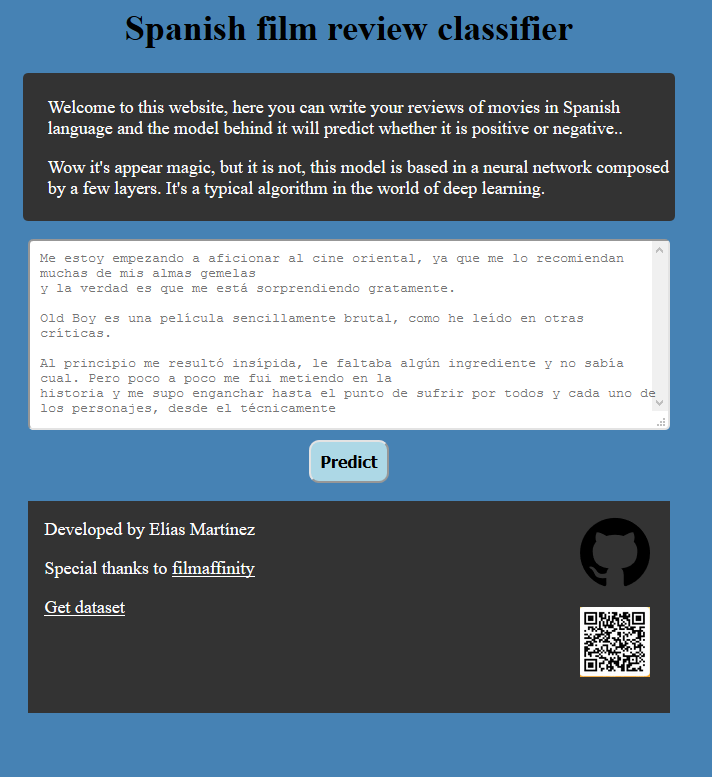 Spanish film review classifier
Welcome to this website, here you can write your reviews of movies in Spanish
language and the model behind it will predict whether it is positive or negative..
Wow it's appear magic, but it is not, this model is based in a neural network composed
by a few layers. It's a typical algorithm in the world of deep learning.
Me estoy empezando a aficionar al cine oriental, ya que me lo recomiendan
muchas de mis almas gemelas
y la verdad es que me está sorprendiendo gratamente.
Old Boy es una película sencillamente brutal, como he leído en otras
críticas.
Al principio me resultó insípida, le faltaba algún ingrediente y no sabía
cual. Pero poco a poco me fui metiendo en la
historia y me supo enganchar hasta el punto de sufrir por todos y cada uno de
los personajes, desde el técnicamente
Predict
Developed by Elías Martínez
Special thanks to filmaffinity
Get dataset